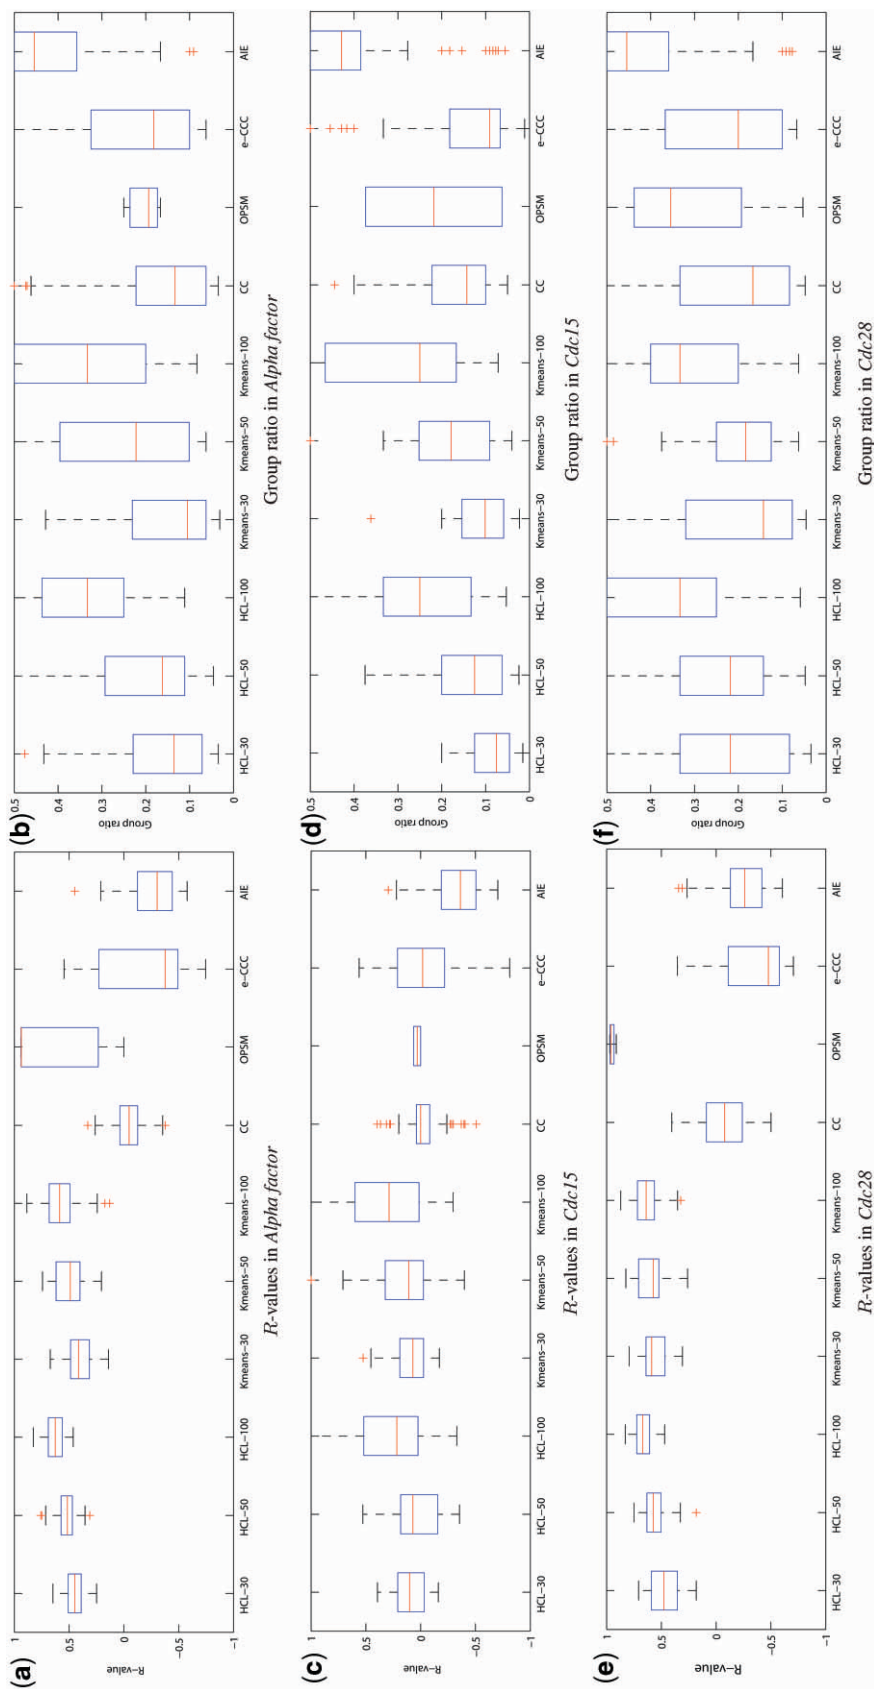 (a)
R-value
1
0.5
0
-0.5
-1
HCL-30
HCL-50
HCL-100
Kmeans-30
Kmeans-50
Kmeans-100
CC
OPSM
e-CCC
AIE
R-values in Alpha factor
(b)
Group ratio
0.5
0.4
0.3
0.2
0.1
0
HCL-30
HCL-50
HCL-100
Kmeans-30
Kmeans-50
Kmeans-100
CC
OPSM
e-CCC
AIE
Group ratio in Alpha factor
(c)
R-value
1
0.5
0
-0.5
-1
HCL-30
HCL-50
HCL-100
Kmeans-30
Kmeans-50
Kmeans-100
CC
OPSM
e-CCC
AIE
R-values in Cdc15
(d)
Group ratio
0.5
0.4
0.3
0.2
0.1
0
HCL-30
HCL-50
HCL-100
Kmeans-30
Kmeans-50
Kmeans-100
CC
OPSM
e-CCC
AIE
Group ratio in Cdc15
(e)
R-value
1
0.5
0
-0.5
-1
HCL-30
HCL-50
HCL-100
Kmeans-30
Kmeans-50
Kmeans-100
CC
OPSM
e-CCC
AIE
R-values in Cdc28
(f)
Group ratio
0.5
0.4
0.3
0.2
0.1
0
HCL-30
HCL-50
HCL-100
Kmeans-30
Kmeans-50
Kmeans-100
CC
OPSM
e-CCC
AIE
Group ratio in Cdc28